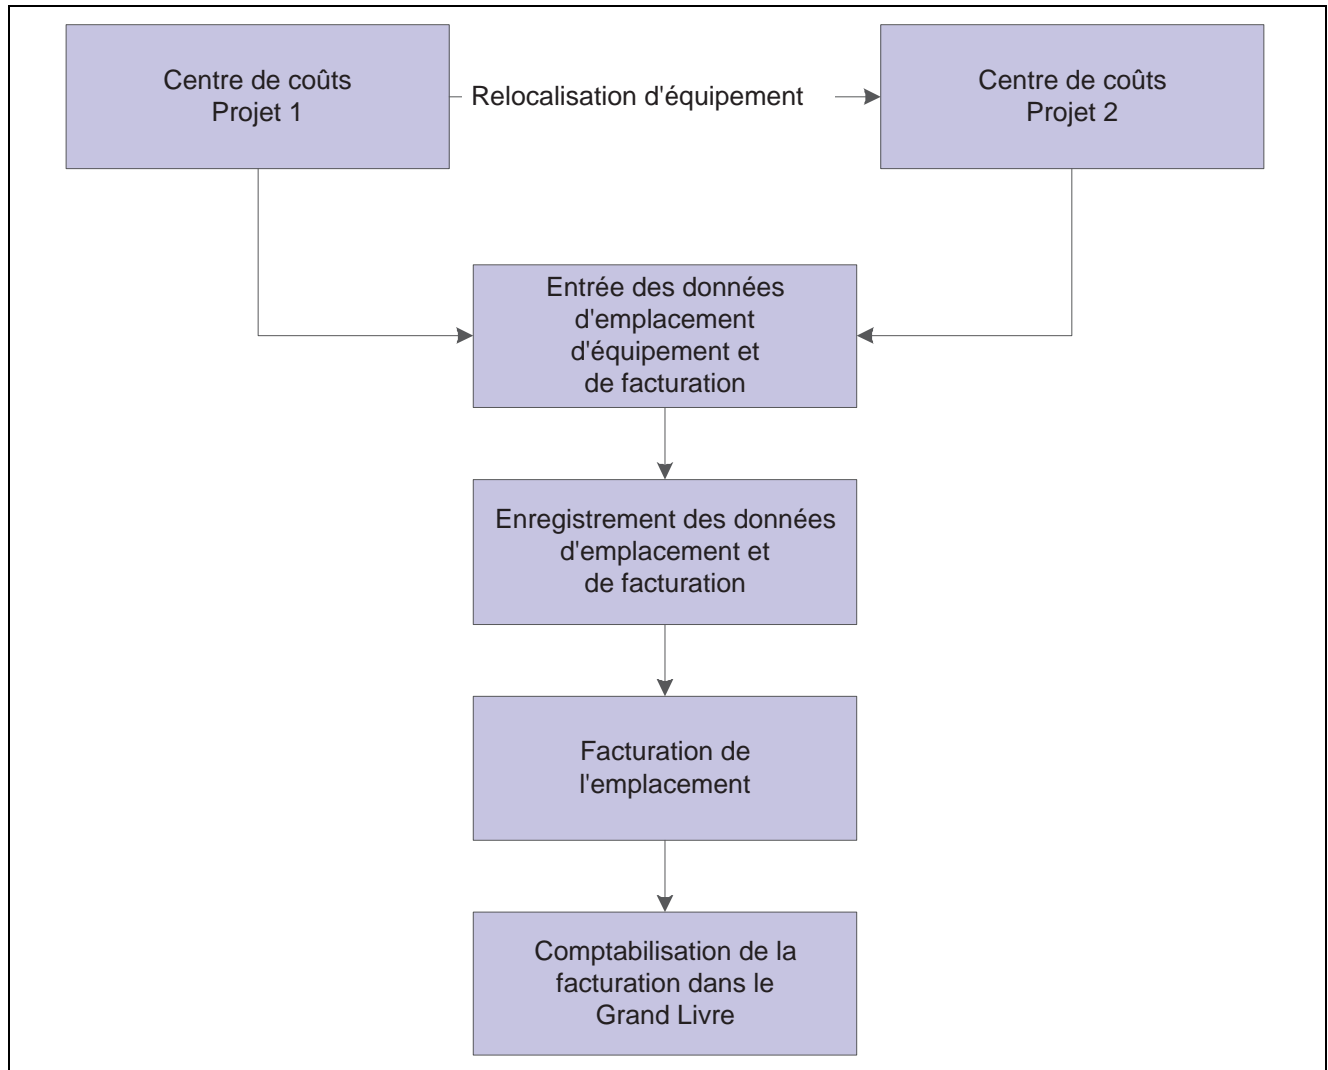 Centre de coûts
Projet 1
Relocalisation d'équipement
Centre de coûts
Projet 2
Entrée des données
d'emplacement
d'équipement et
de facturation
Enregistrement des données
d'emplacement et
de facturation
Facturation de
l'emplacement
Comptabilisation de la
facturation dans le
Grand Livre